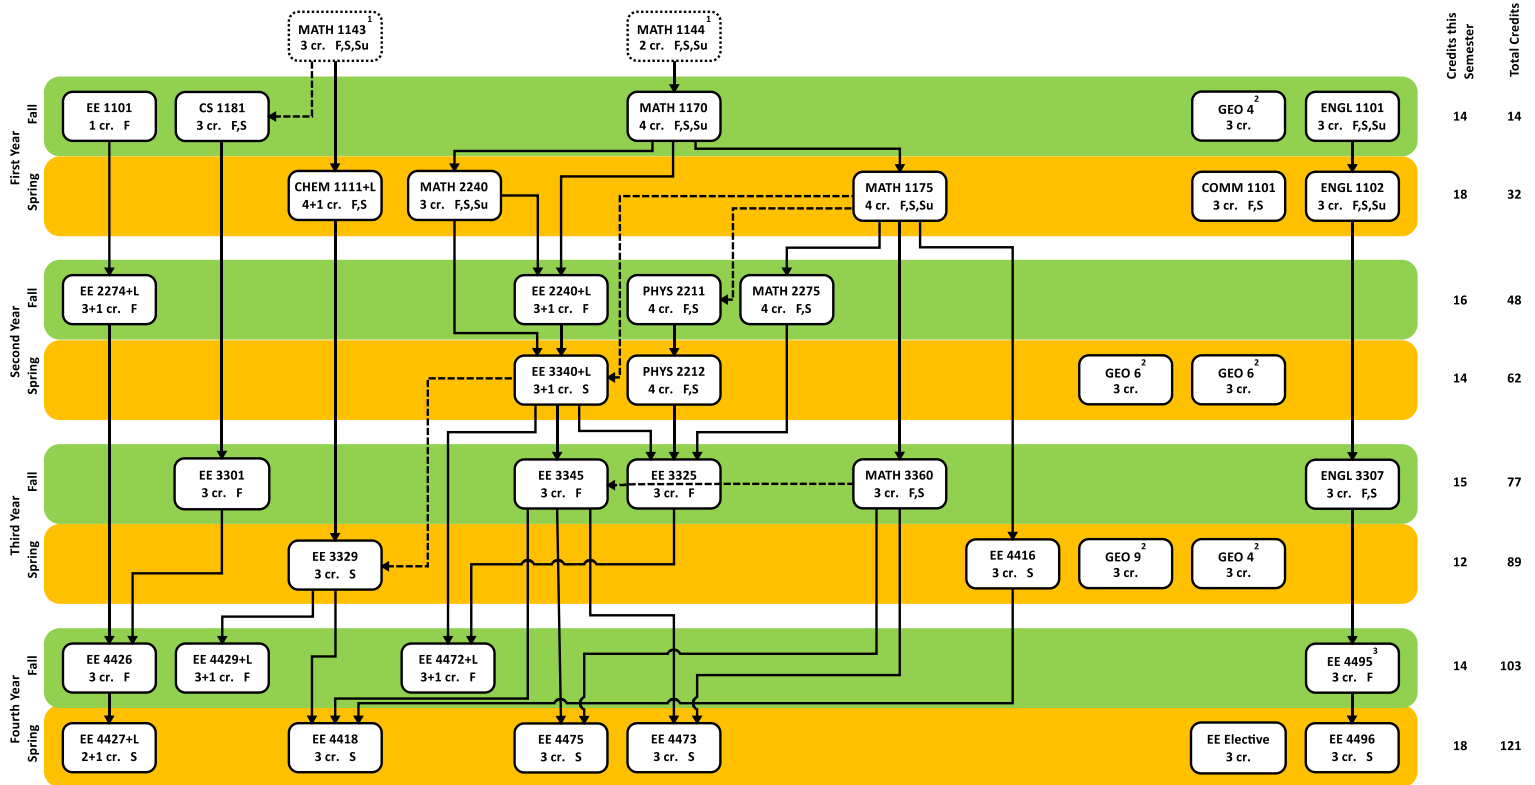 MATH 1143 1
3 cr. F,S,Su
MATH 1144 1
2 cr. F,S,Su
Credits this
Semester
Total Credits
First Year
Fall
EE 1101
1 cr. F
CS 1181
3 cr. F,S
MATH 1170
4 cr. F,S,Su
GEO 4 2
3 cr.
ENGL 1101
3 cr. F,S,Su
14
14
Spring
CHEM 1111+L
4+1 cr. F,S
MATH 2240
3 cr. F,S,Su
MATH 1175
4 cr. F,S,Su
COMM 1101
3 cr. F,S
ENGL 1102
3 cr. F,S,Su
18
32
Second Year
Fall
EE 2274+L
3+1 cr. F
EE 2240+L
3+1 cr. F
PHYS 2211
4 cr. F,S
MATH 2275
4 cr. F,S
16
48
Spring
EE 3340+L
3+1 cr. S
PHYS 2212
4 cr. F,S
GEO 6 2
3 cr.
GEO 6 2
3 cr.
14
62
Third Year
Fall
EE 3301
3 cr. F
EE 3345
3 cr. F
EE 3325
3 cr. F
MATH 3360
3 cr. F,S
ENGL 3307
3 cr. F,S
15
77
Spring
EE 3329
3 cr. S
EE 4416
3 cr. S
GEO 9 2
3 cr.
GEO 4 2
3 cr.
12
89
Fourth Year
Fall
EE 4426
3 cr. F
EE 4429+L
3+1 cr. F
EE 4472+L
3+1 cr. F
EE 4495 3
3 cr. F
14
103
Spring
EE 4427+L
2+1 cr. S
EE 4418
3 cr. S
EE 4475
3 cr. S
EE 4473
3 cr. S
EE Elective
3 cr.
EE 4496
3 cr. S
18
121